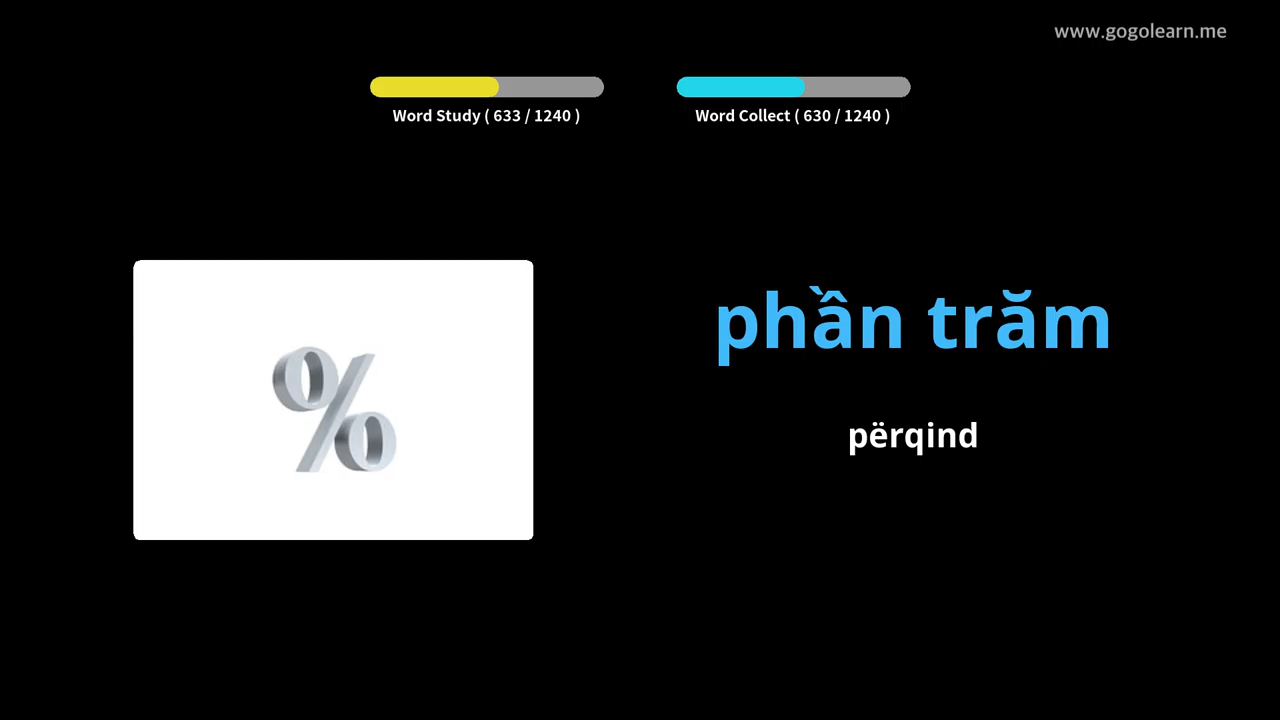 www.gogolearn.me
Word Study ( 633 / 1240 )
Word Collect ( 630 / 1240 )
%
phần trăm
përqind